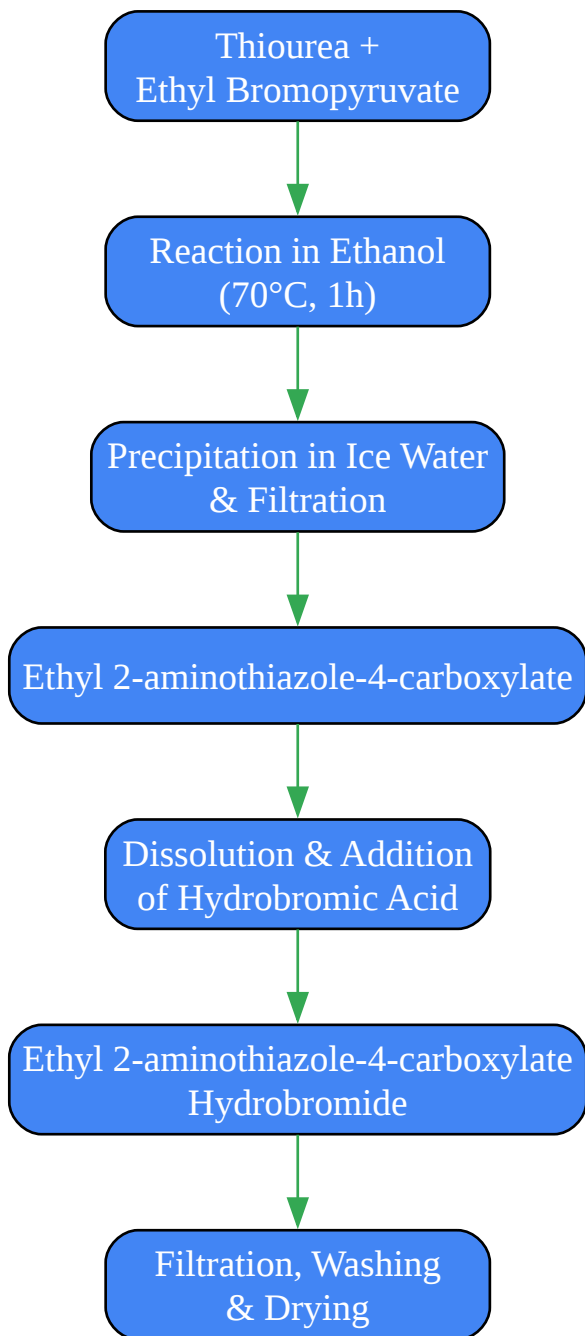 Thiourea +
Ethyl Bromopyruvate
Reaction in Ethanol
(70°C, 1h)
Precipitation in Ice Water
& Filtration
Ethyl 2-aminothiazole-4-carboxylate
Dissolution & Addition
of Hydrobromic Acid
Ethyl 2-aminothiazole-4-carboxylate
Hydrobromide
Filtration, Washing
& Drying